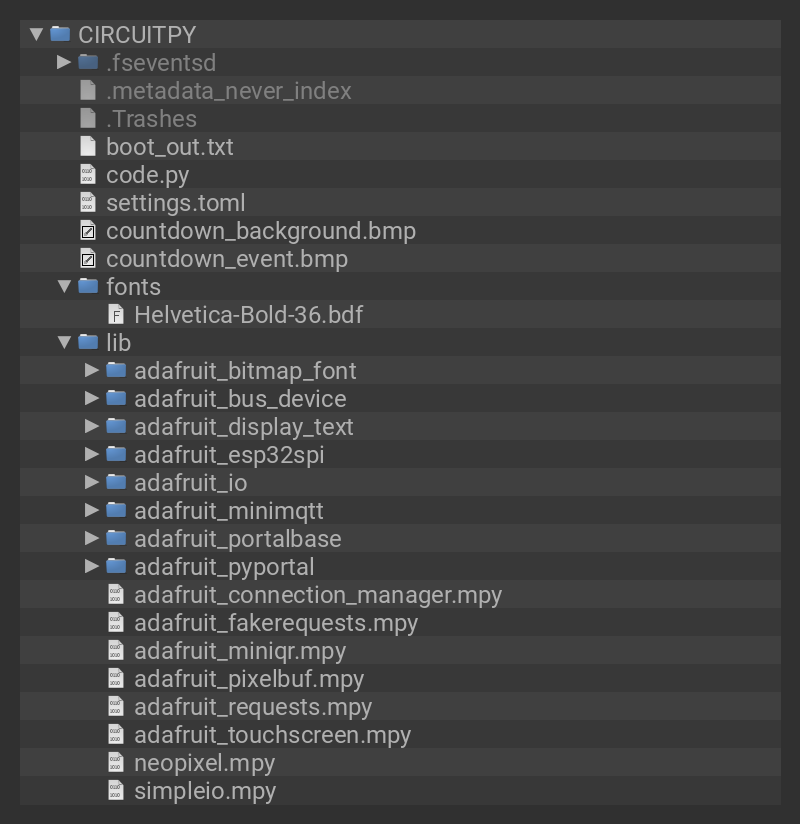 CIRCUITPY
.fseventsd
.metadata_never_index
.Trashes
boot_out.txt
code.py
settings.toml
countdown_background.bmp
countdown_event.bmp
fonts
Helvetica-Bold-36.bdf
lib
adafruit_bitmap_font
adafruit_bus_device
adafruit_display_text
adafruit_esp32spi
adafruit_io
adafruit_minimqtt
adafruit_portalbase
adafruit_pyportal
adafruit_connection_manager.mpy
adafruit_fakerequests.mpy
adafruit_miniqr.mpy
adafruit_pixelbuf.mpy
adafruit_requests.mpy
adafruit_touchscreen.mpy
neopixel.mpy
simpleio.mpy